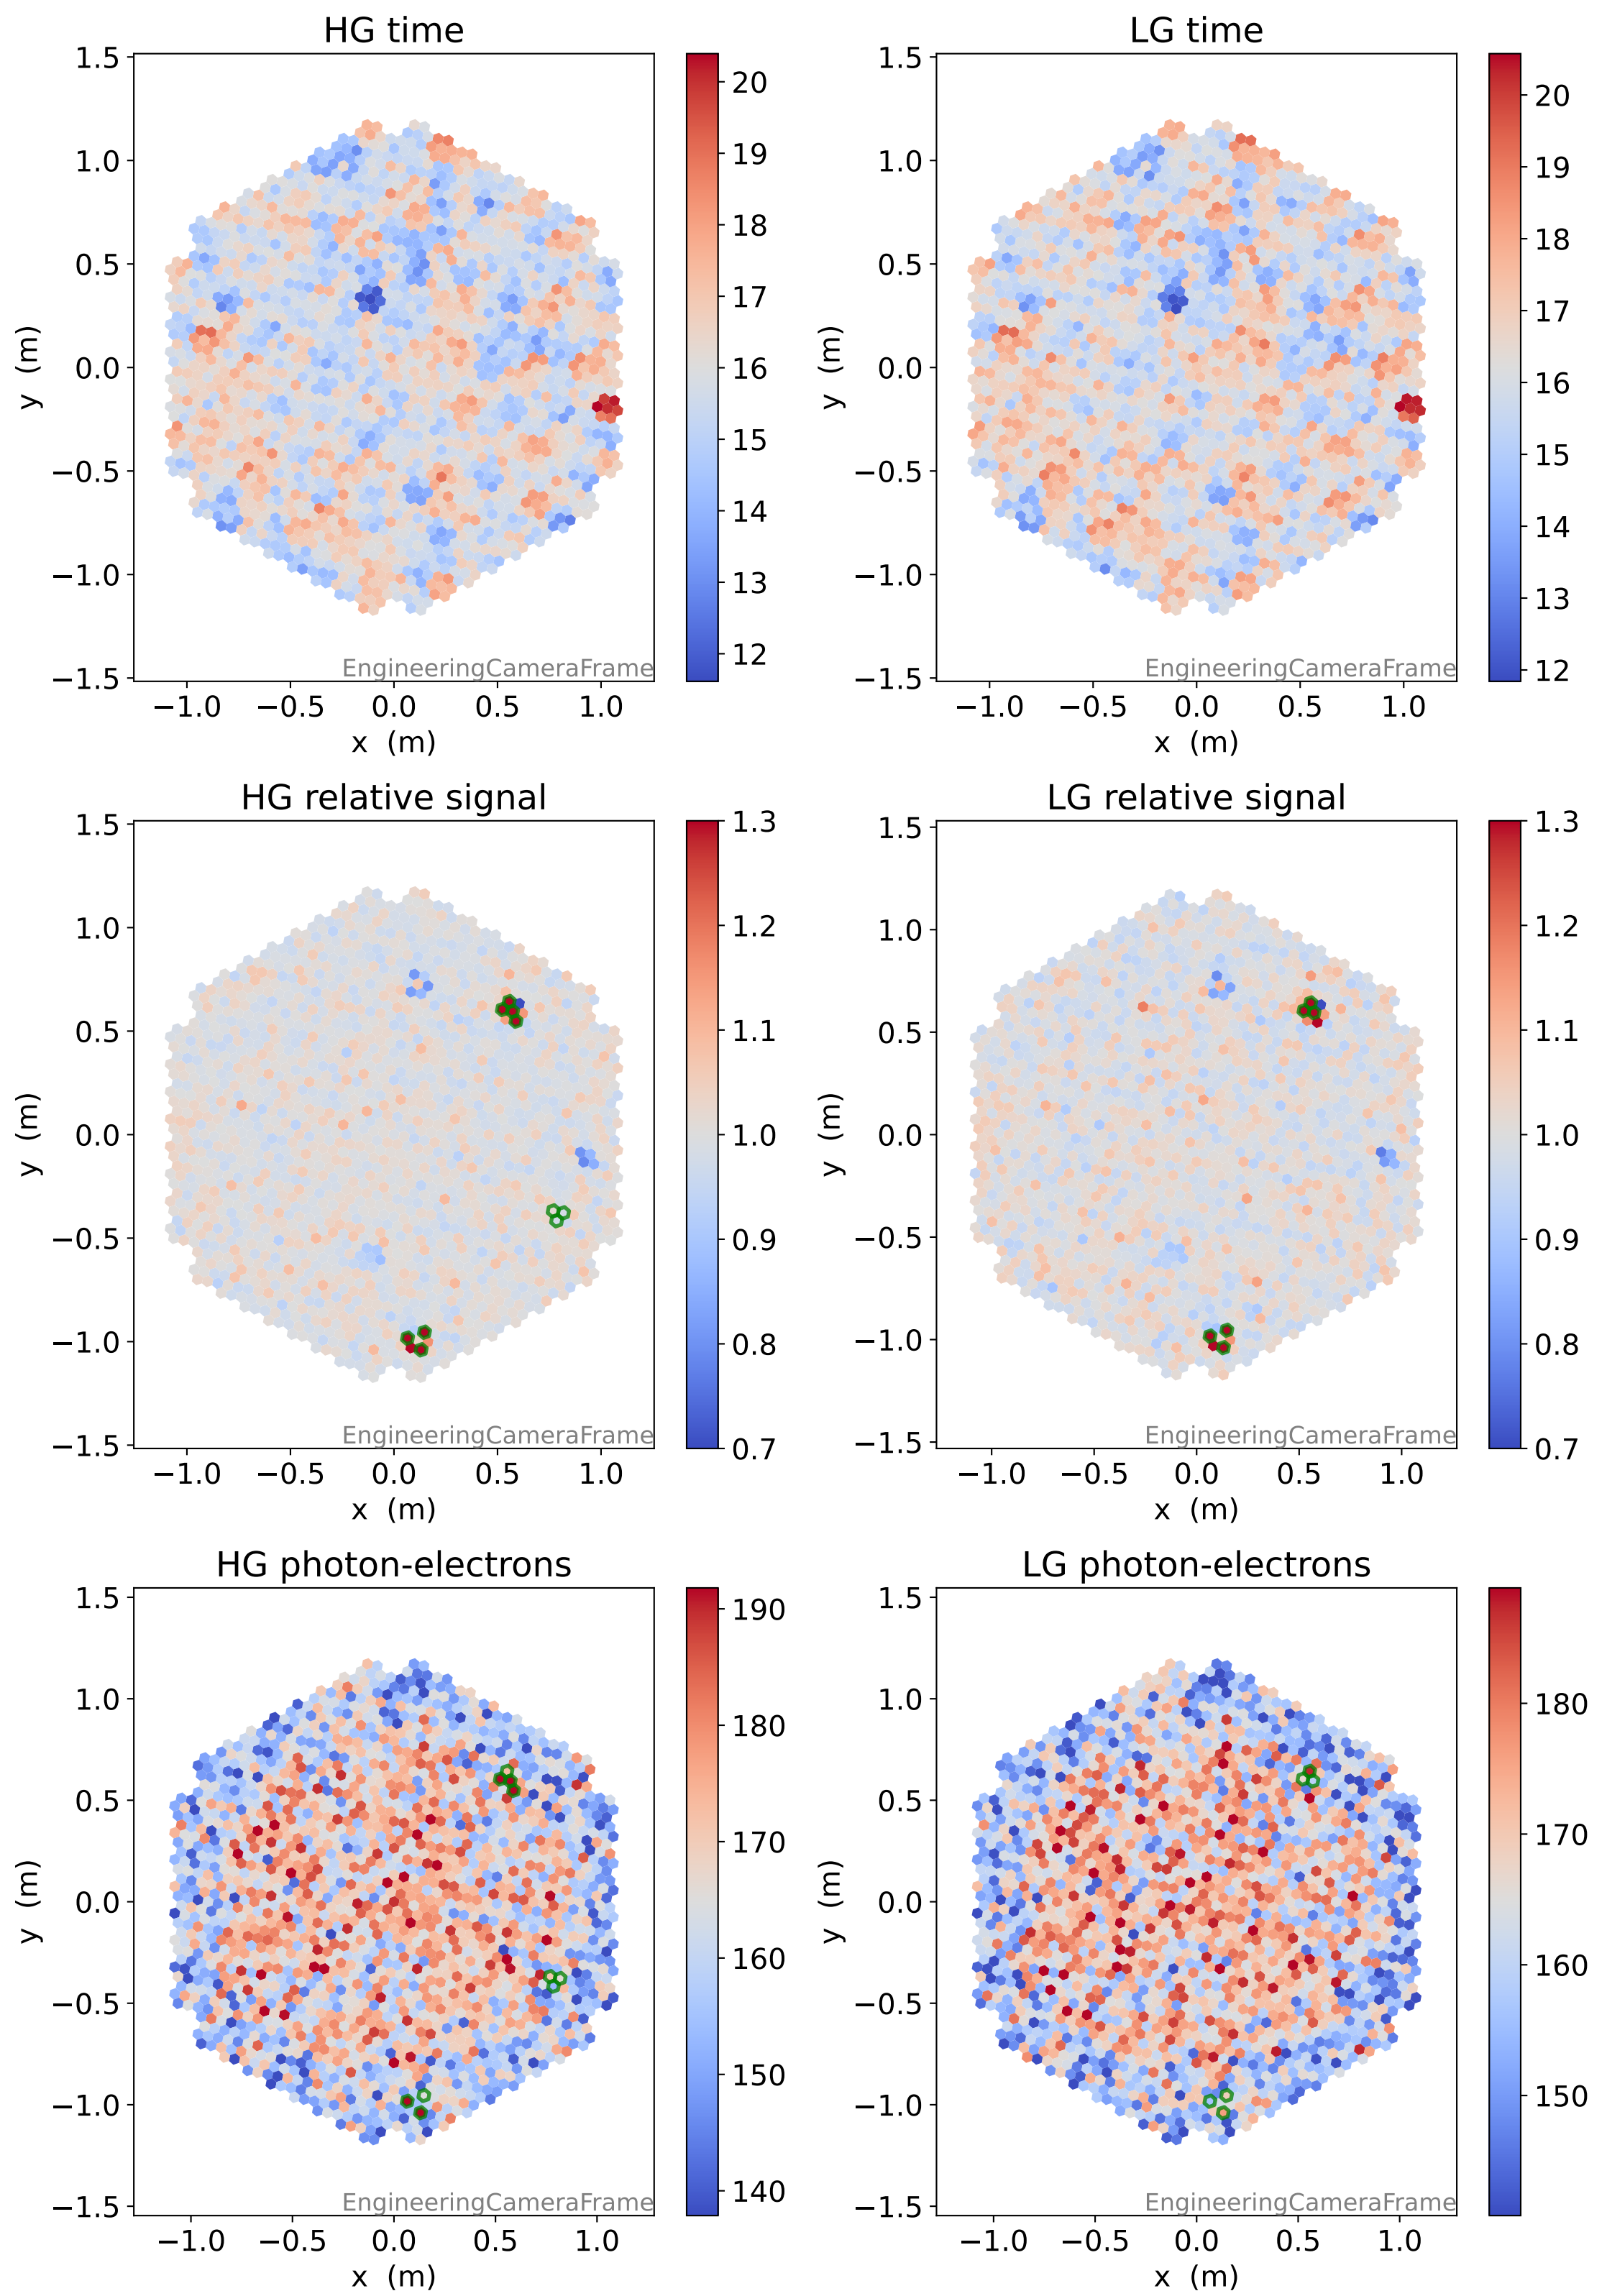 HG time
1.5
1.0
0.5
0.0
−0.5
−1.0
−1.5
y (m)
−1.0 −0.5 0.0 0.5 1.0
x (m)
EngineeringCameraFrame
20
19
18
17
16
15
14
13
12
LG time
1.5
1.0
0.5
0.0
−0.5
−1.0
−1.5
y (m)
−1.0 −0.5 0.0 0.5 1.0
x (m)
EngineeringCameraFrame
20
19
18
17
16
15
14
13
12
HG relative signal
1.5
1.0
0.5
0.0
−0.5
−1.0
−1.5
y (m)
−1.0 −0.5 0.0 0.5 1.0
x (m)
EngineeringCameraFrame
1.3
1.2
1.1
1.0
0.9
0.8
0.7
LG relative signal
1.5
1.0
0.5
0.0
−0.5
−1.0
−1.5
y (m)
−1.0 −0.5 0.0 0.5 1.0
x (m)
EngineeringCameraFrame
1.3
1.2
1.1
1.0
0.9
0.8
0.7
HG photon-electrons
1.5
1.0
0.5
0.0
−0.5
−1.0
−1.5
y (m)
−1.0 −0.5 0.0 0.5 1.0
x (m)
EngineeringCameraFrame
190
180
170
160
150
140
LG photon-electrons
1.5
1.0
0.5
0.0
−0.5
−1.0
−1.5
y (m)
−1.0 −0.5 0.0 0.5 1.0
x (m)
EngineeringCameraFrame
180
170
160
150